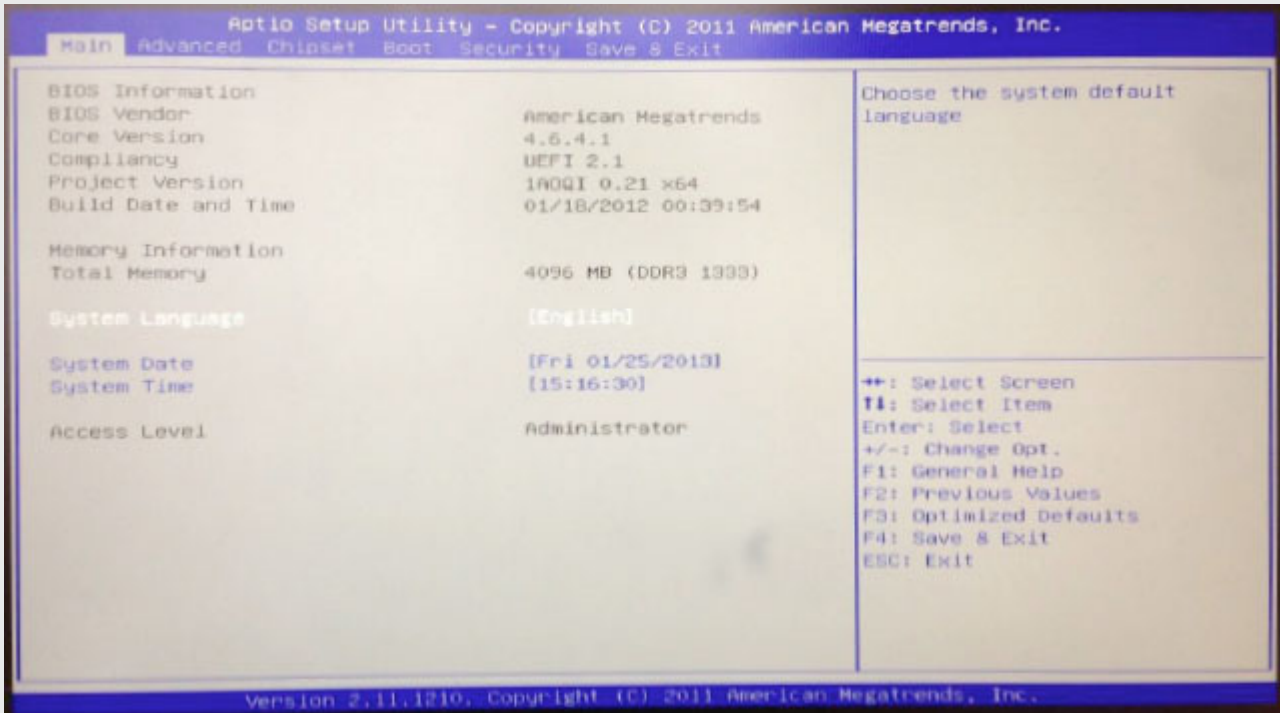 Aptio Setup Utility - Copyright (C) 2011 American Megatrends, Inc.
Main Advanced Chipset Boot Security Save & Exit
BIOS Information
BIOS Vendor American Megatrends
Core Version 4.6.4.1
Compliancy UEFI 2.1
Project Version 1AOQI 0.21 x64
Build Date and Time 01/18/2012 00:39:54
Memory Information
Total Memory 4096 MB (DDR3 1333)
System Language [English]
System Date [Fri 01/25/2013]
System Time [15:16:30]
Access Level Administrator
Choose the system default
language
→←: Select Screen
↑↓: Select Item
Enter: Select
+/-: Change Opt.
F1: General Help
F2: Previous Values
F3: Optimized Defaults
F4: Save & Exit
ESC: Exit
Version 2.11.1210. Copyright (C) 2011 American Megatrends, Inc.